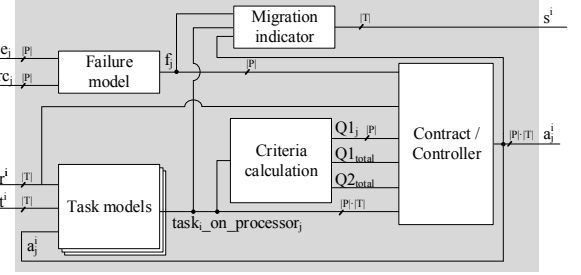 Migration
indicator
|T|
s^i
e_j
|P|
rc_j
|P|
Failure
model
f_j
|P|
Criteria
calculation
Q1_j |P|
Q1_total
Q2_total
Contract /
Controller
|P|·|T|
a_j^i
r^i
|T|
t^i
|T|
Task models
a_j^i
task_i_on_processor_j
|P|·|T|